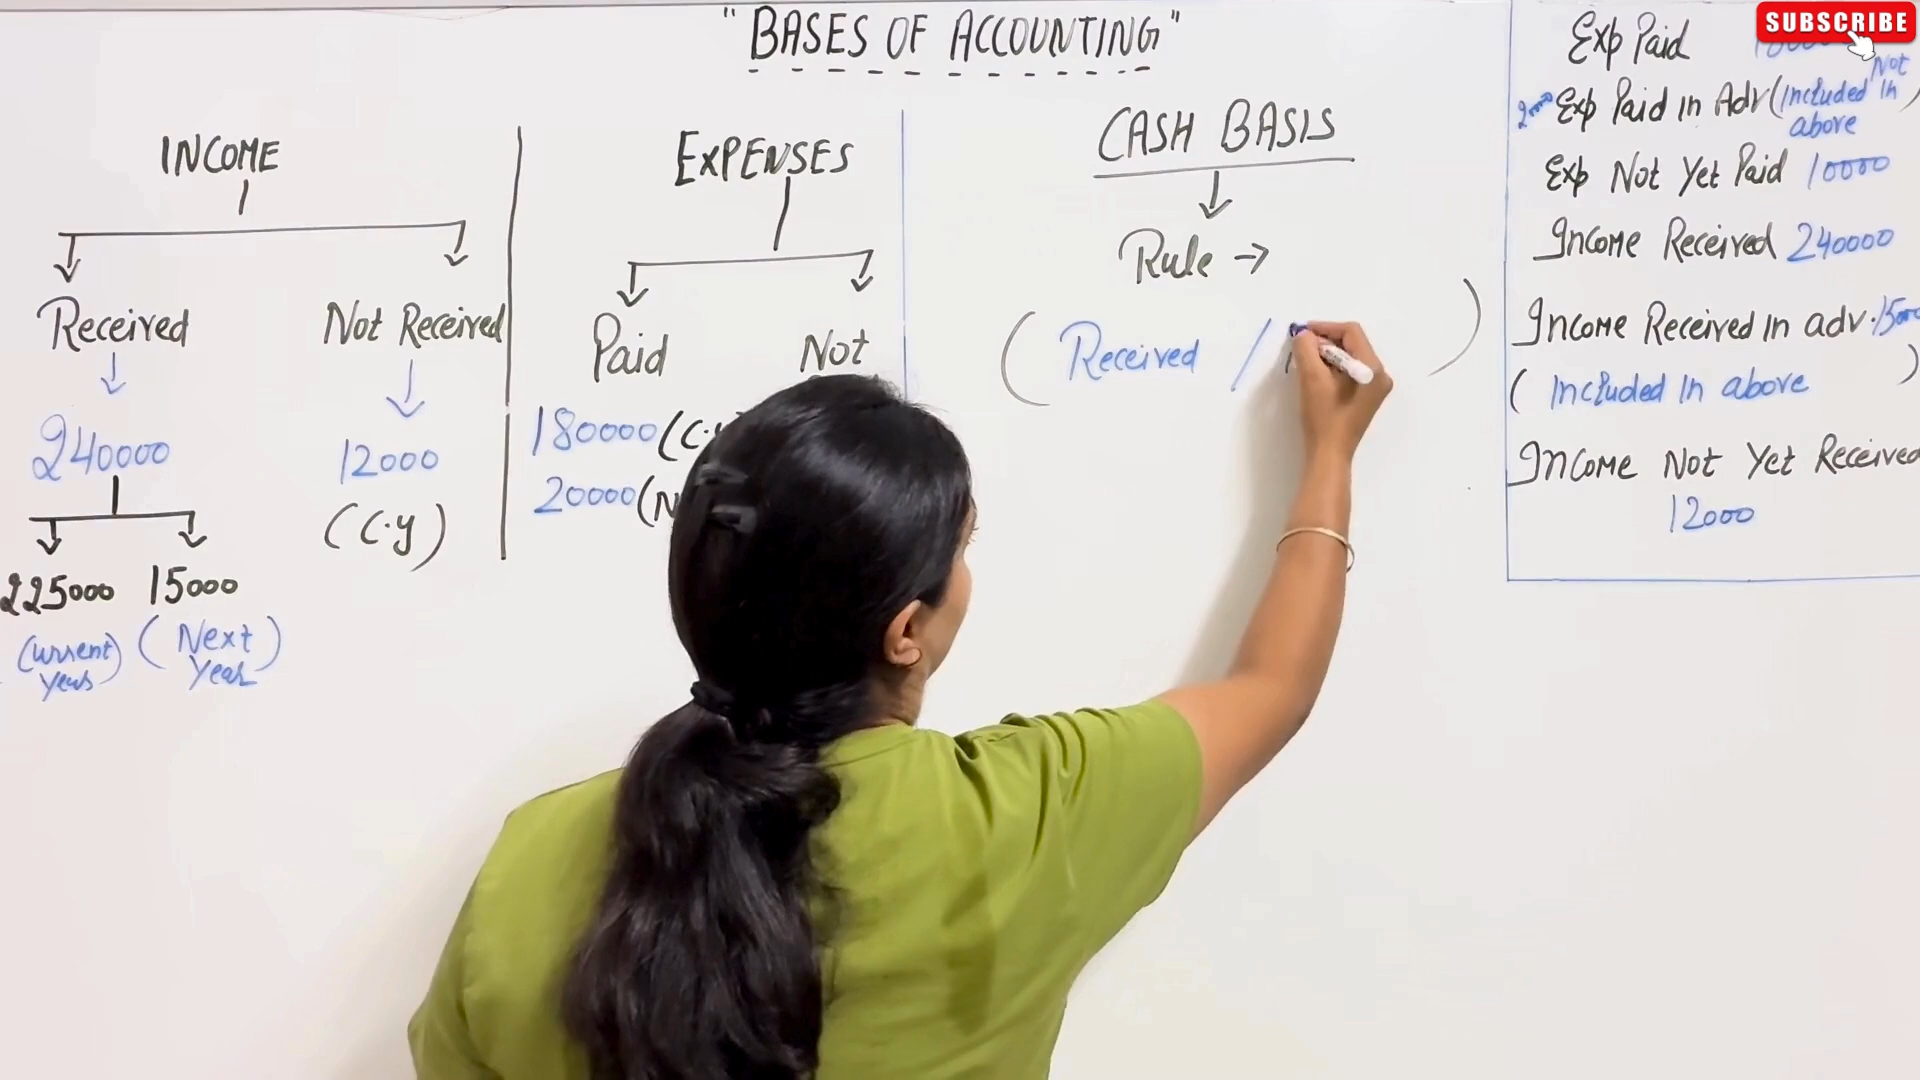 "BASES OF ACCOUNTING"
INCOME
Received
Not Received
240000
12000
(C.Y)
225000 15000
(Current Year) (Next Year)
EXPENSES
Paid
Not
180000 (C.Y
20000 (N
CASH BASIS
Rule →
( Received / )
SUBSCRIBE
Exp Paid
Exp Paid In Adv (Not Included In above)
Exp Not Yet Paid 10000
Income Received 240000
Income Received In adv. 15000
( Included In above )
Income Not Yet Received
12000